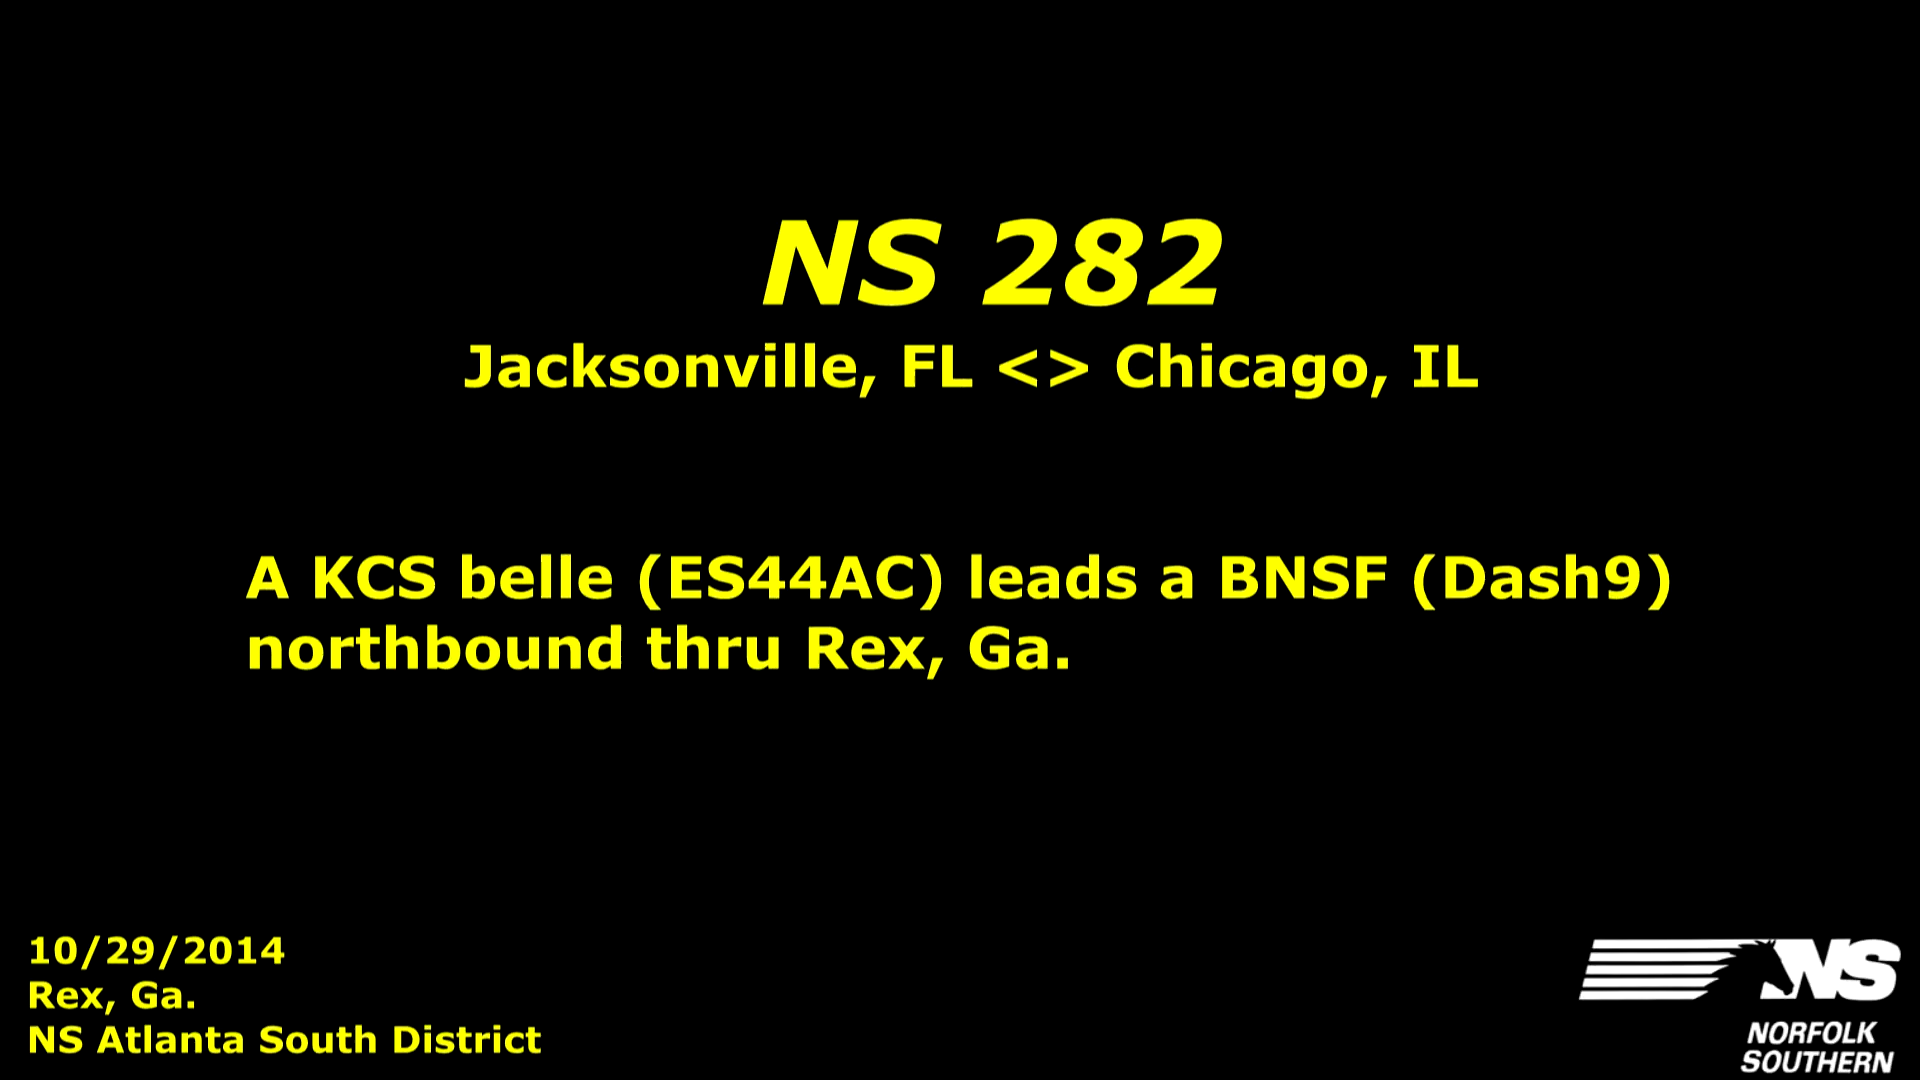 NS 282
Jacksonville, FL <> Chicago, IL
A KCS belle (ES44AC) leads a BNSF (Dash9)
northbound thru Rex, Ga.
10/29/2014
Rex, Ga.
NS Atlanta South District
NS
NORFOLK
SOUTHERN